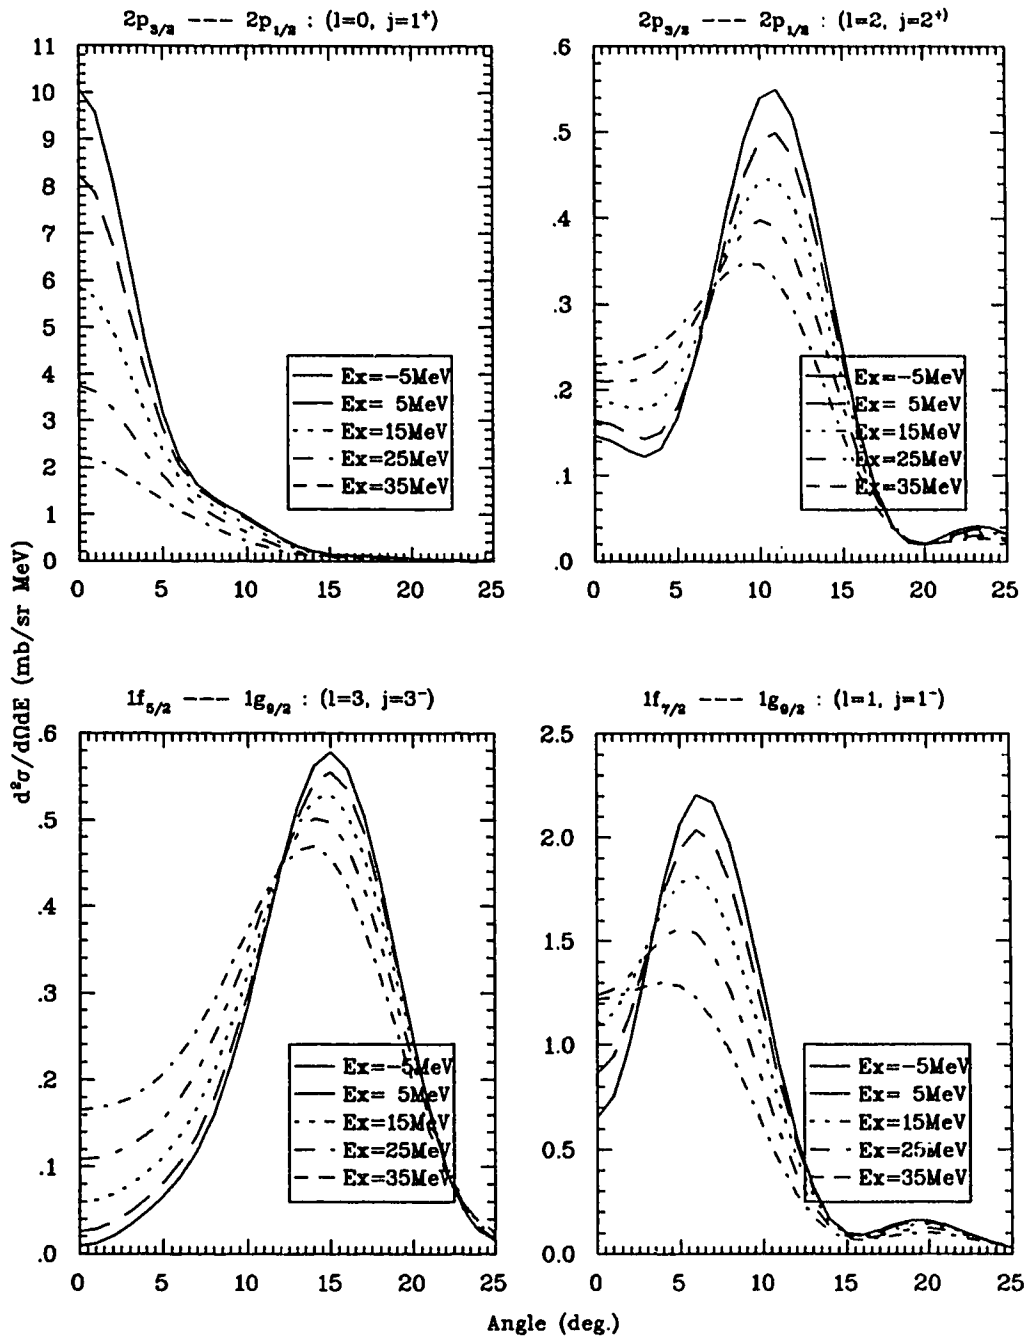 2p3/2 --- 2p1/2 : (l=0, j=1+)
11
10
9
8
7
6
5
4
3
2
1
0
0 5 10 15 20 25
Ex=-5MeV
Ex= 5MeV
Ex=15MeV
Ex=25MeV
Ex=35MeV
2p3/2 --- 2p1/2 : (l=2, j=2+)
.6
.5
.4
.3
.2
.1
.0
0 5 10 15 20 25
Ex=-5MeV
Ex= 5MeV
Ex=15MeV
Ex=25MeV
Ex=35MeV
d²σ/dΩdE (mb/sr MeV)
1f5/2 --- 1g9/2 : (l=3, j=3-)
.6
.5
.4
.3
.2
.1
.0
0 5 10 15 20 25
Ex=-5MeV
Ex= 5MeV
Ex=15MeV
Ex=25MeV
Ex=35MeV
1f7/2 --- 1g9/2 : (l=1, j=1-)
2.5
2.0
1.5
1.0
0.5
0.0
0 5 10 15 20 25
Ex=-5MeV
Ex= 5MeV
Ex=15MeV
Ex=25MeV
Ex=35MeV
Angle (deg.)